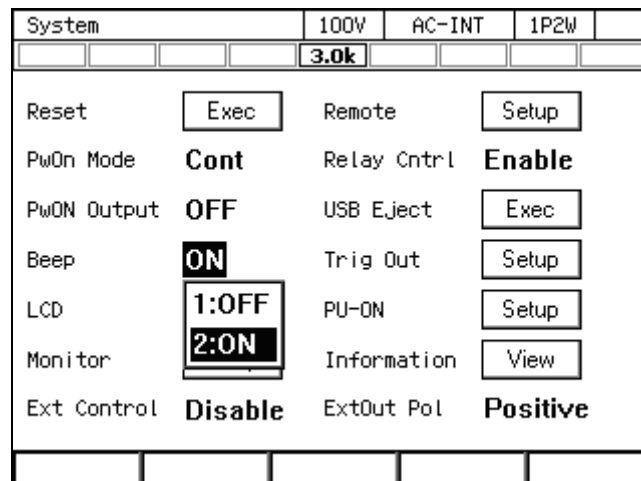 System 100V AC-INT 1P2W
3.0k
Reset Exec Remote Setup
PwOn Mode Cont Relay Cntrl Enable
PwON Output OFF USB Eject Exec
Beep ON Trig Out Setup
LCD 1:OFF PU-ON Setup
2:ON
Monitor Information View
Ext Control Disable ExtOut Pol Positive